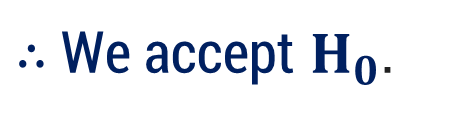 ∴ We accept H₀.